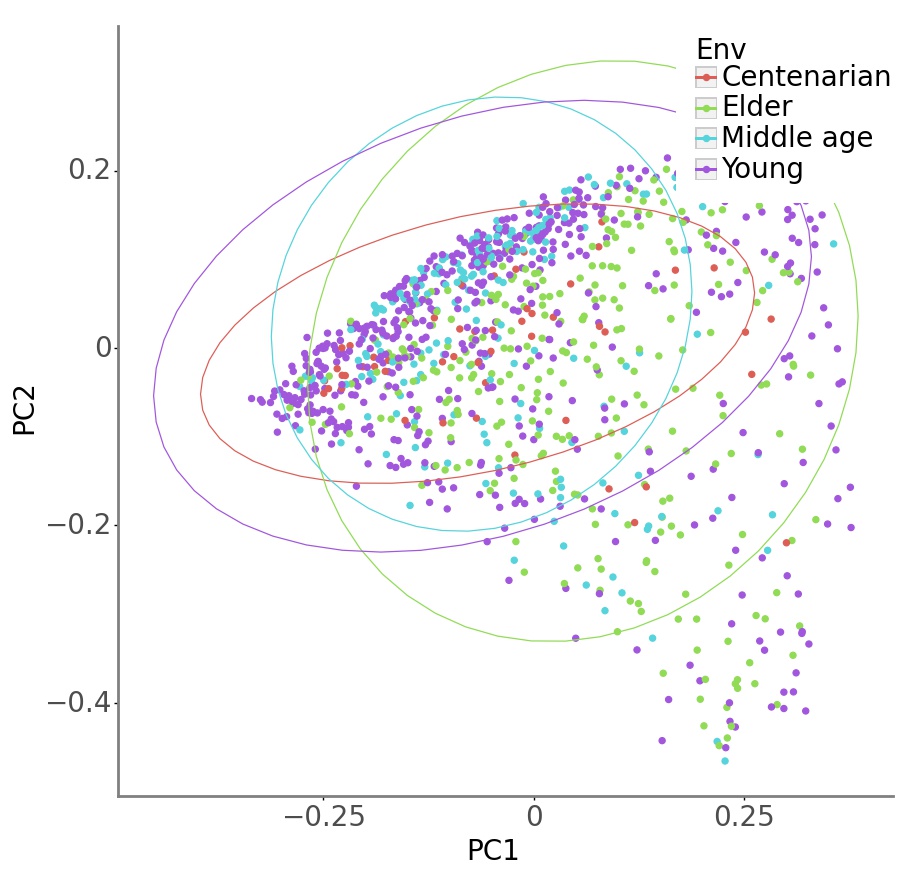 Env
Centenarian
Elder
Middle age
Young
0.2
0
−0.2
−0.4
PC2
−0.25
0
0.25
PC1